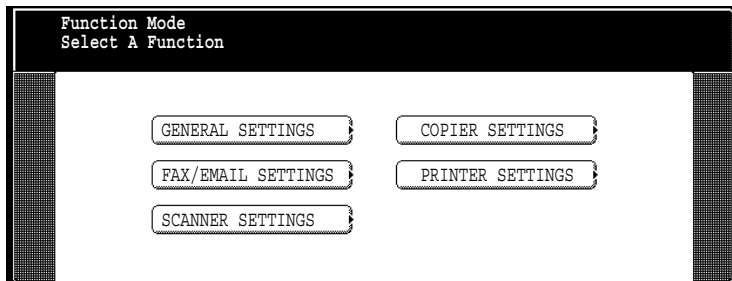 Function Mode
Select A Function
GENERAL SETTINGS
COPIER SETTINGS
FAX/EMAIL SETTINGS
PRINTER SETTINGS
SCANNER SETTINGS